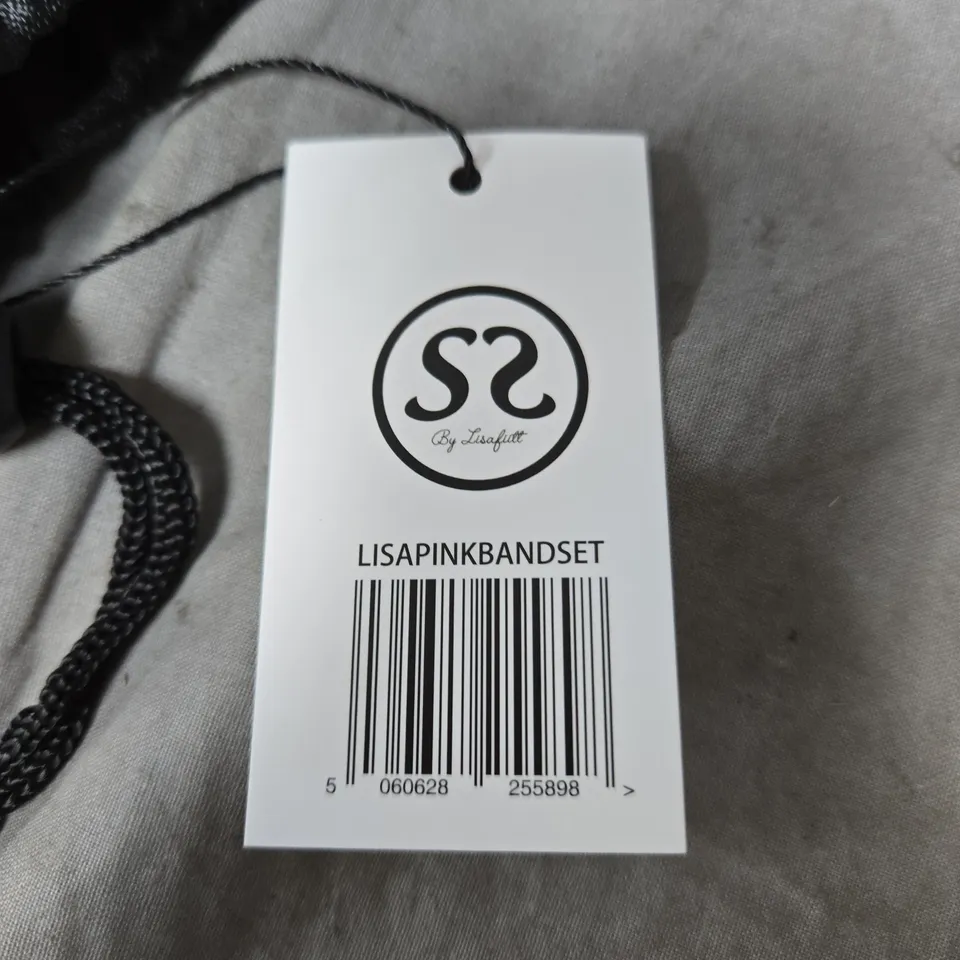 SS
By Lisafiitt
LISAPINKBANDSET
5 060628 255898 >